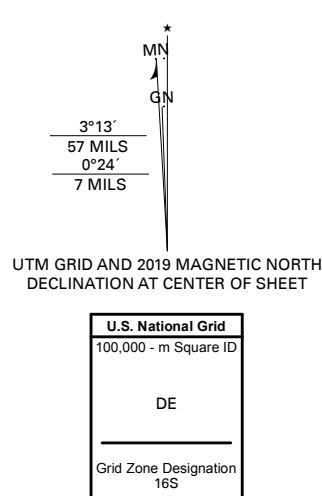 MN
GN
3°13´
57 MILS
0°24´
7 MILS
UTM GRID AND 2019 MAGNETIC NORTH
DECLINATION AT CENTER OF SHEET
U.S. National Grid
100,000 - m Square ID
DE
Grid Zone Designation
16S